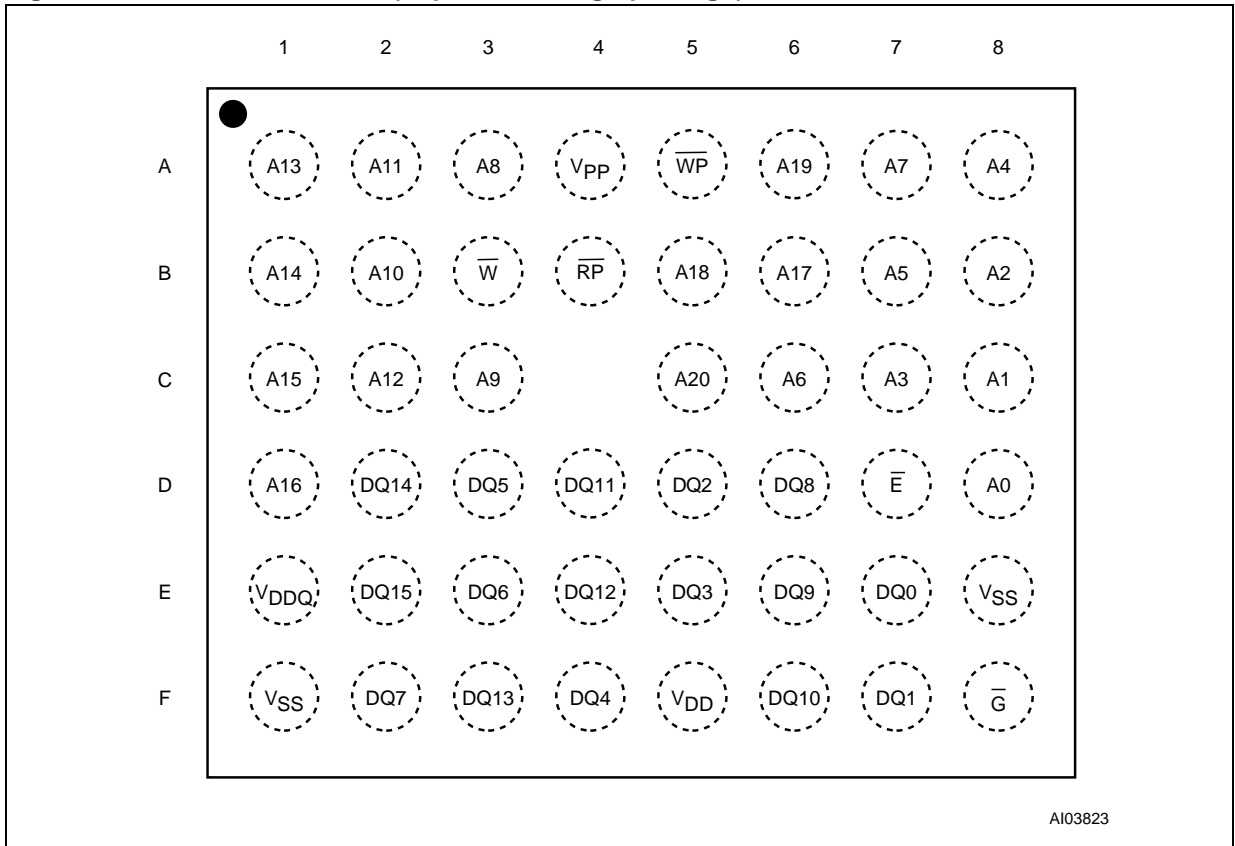 1 2 3 4 5 6 7 8
A A13 A11 A8 VPP W̅P̅ A19 A7 A4
B A14 A10 W̅ R̅P̅ A18 A17 A5 A2
C A15 A12 A9 A20 A6 A3 A1
D A16 DQ14 DQ5 DQ11 DQ2 DQ8 E̅ A0
E VDDQ DQ15 DQ6 DQ12 DQ3 DQ9 DQ0 VSS
F VSS DQ7 DQ13 DQ4 VDD DQ10 DQ1 G̅
AI03823